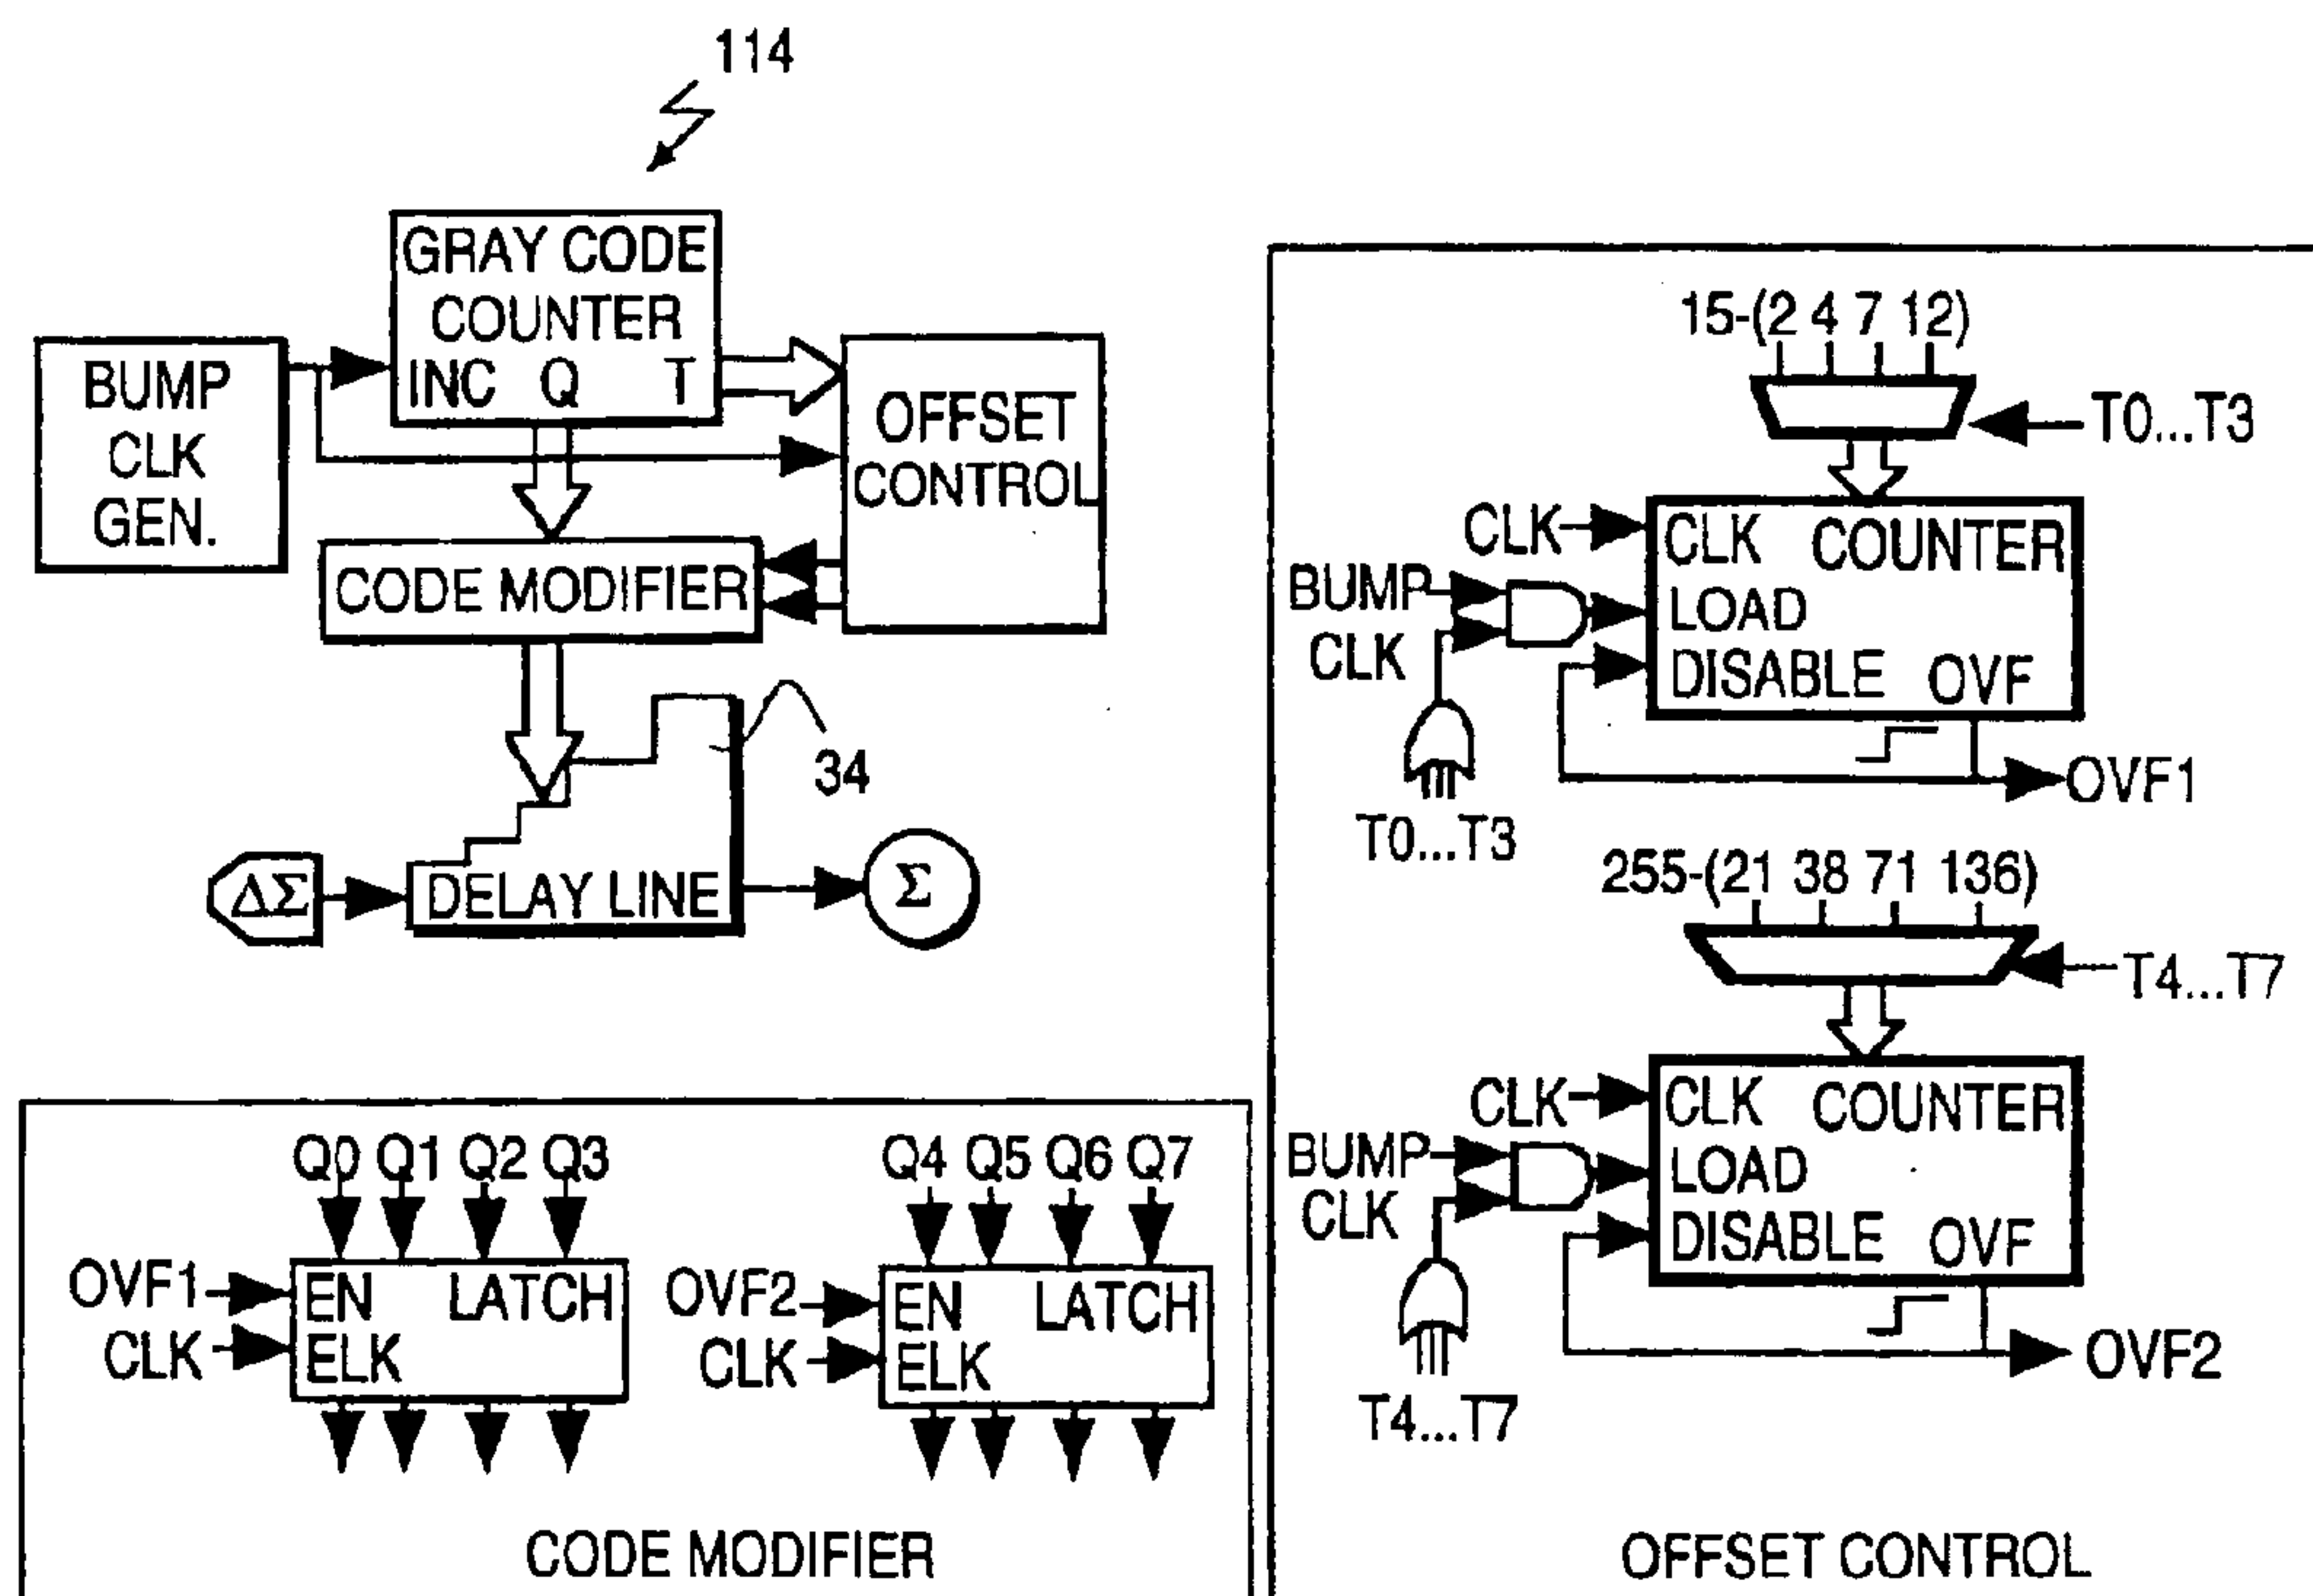 114
GRAY CODE
COUNTER
INC Q T
BUMP
CLK
GEN.
OFFSET
CONTROL
CODE MODIFIER
34
ΔΣ
DELAY LINE
Σ
Q0 Q1 Q2 Q3
OVF1
EN LATCH
CLK
ELK
Q4 Q5 Q6 Q7
OVF2
EN LATCH
CLK
ELK
CODE MODIFIER
15-(2 4 7 12)
T0...T3
CLK
CLK COUNTER
BUMP
CLK
LOAD
DISABLE OVF
T0...T3
OVF1
255-(21 38 71 136)
T4...T7
CLK
CLK COUNTER
BUMP
CLK
LOAD
DISABLE OVF
T4...T7
OVF2
OFFSET CONTROL